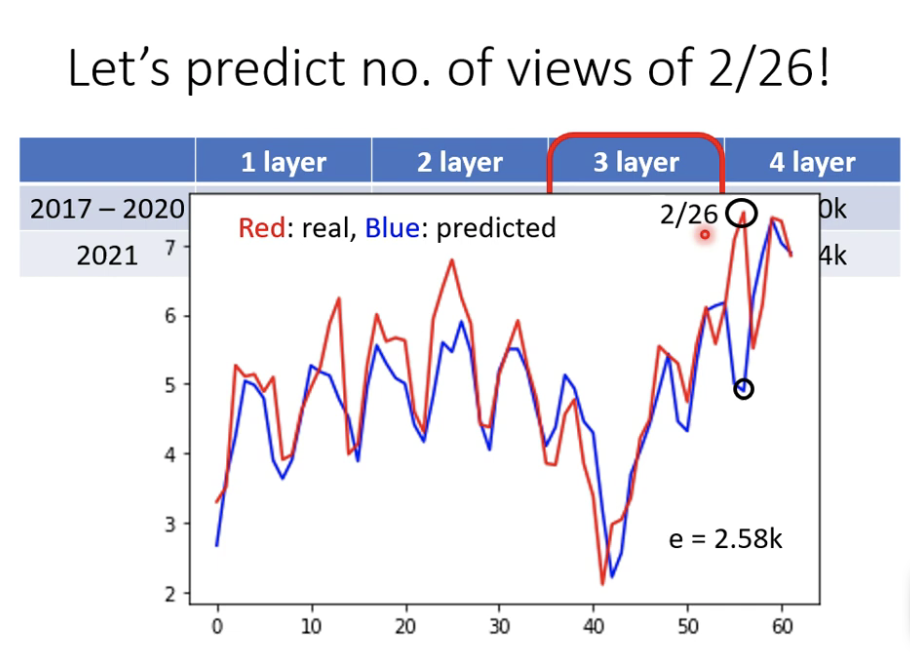 Let's predict no. of views of 2/26!
1 layer 2 layer 3 layer 4 layer
2017 – 2020 0k
2021 4k
Red: real, Blue: predicted
2/26
7
6
5
4
3
2
e = 2.58k
0 10 20 30 40 50 60